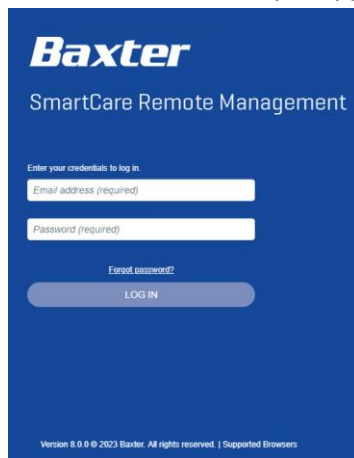 Baxter
SmartCare Remote Management
Enter your credentials to log in.
Email address (required)
Password (required)
Forgot password?
LOG IN
Version 8.0.0 © 2023 Baxter. All rights reserved. | Supported Browsers